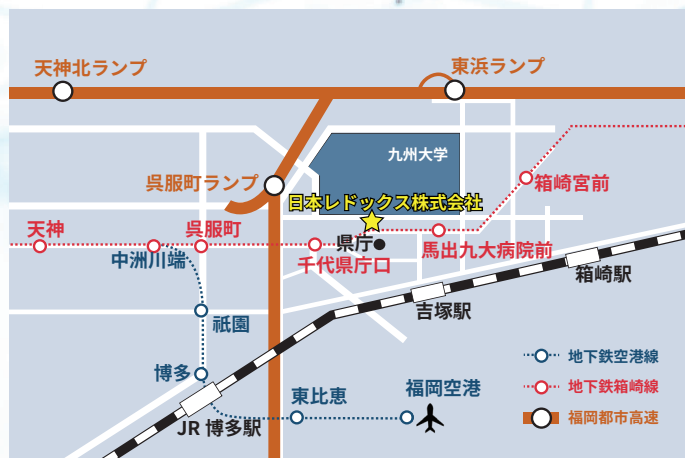 天神北ランプ
東浜ランプ
九州大学
呉服町ランプ
箱崎宮前
日本レドックス株式会社
天神
呉服町
県庁
馬出九大病院前
中洲川端
千代県庁口
箱崎駅
吉塚駅
祇園
地下鉄空港線
博多
地下鉄箱崎線
東比恵
福岡空港
福岡都市高速
JR 博多駅